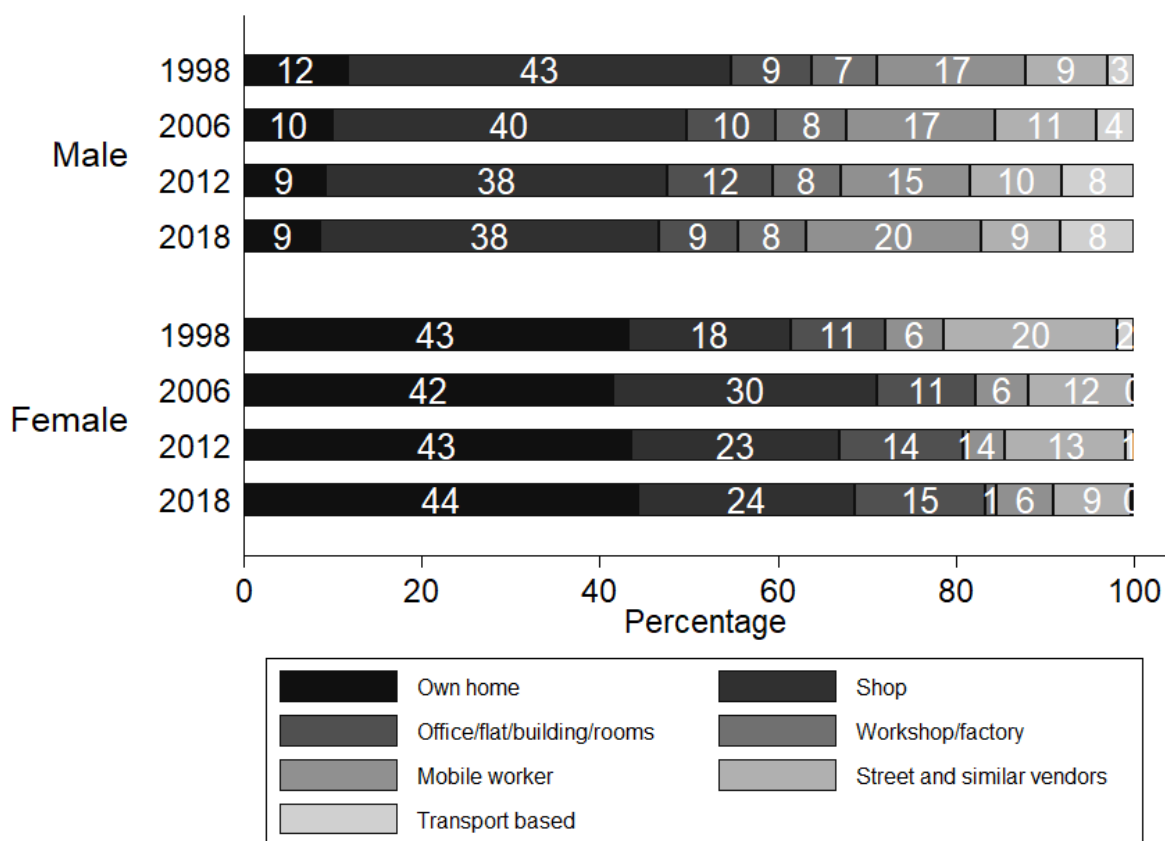 1998 12 43 9 7 17 9 3
2006 10 40 10 8 17 11 4
Male
2012 9 38 12 8 15 10 8
2018 9 38 9 8 20 9 8
1998 43 18 11 6 20 2
2006 42 30 11 6 12 0
Female
2012 43 23 14 1 4 13 1
2018 44 24 15 1 6 9 0
0 20 40 60 80 100
Percentage
Own home Shop
Office/flat/building/rooms Workshop/factory
Mobile worker Street and similar vendors
Transport based